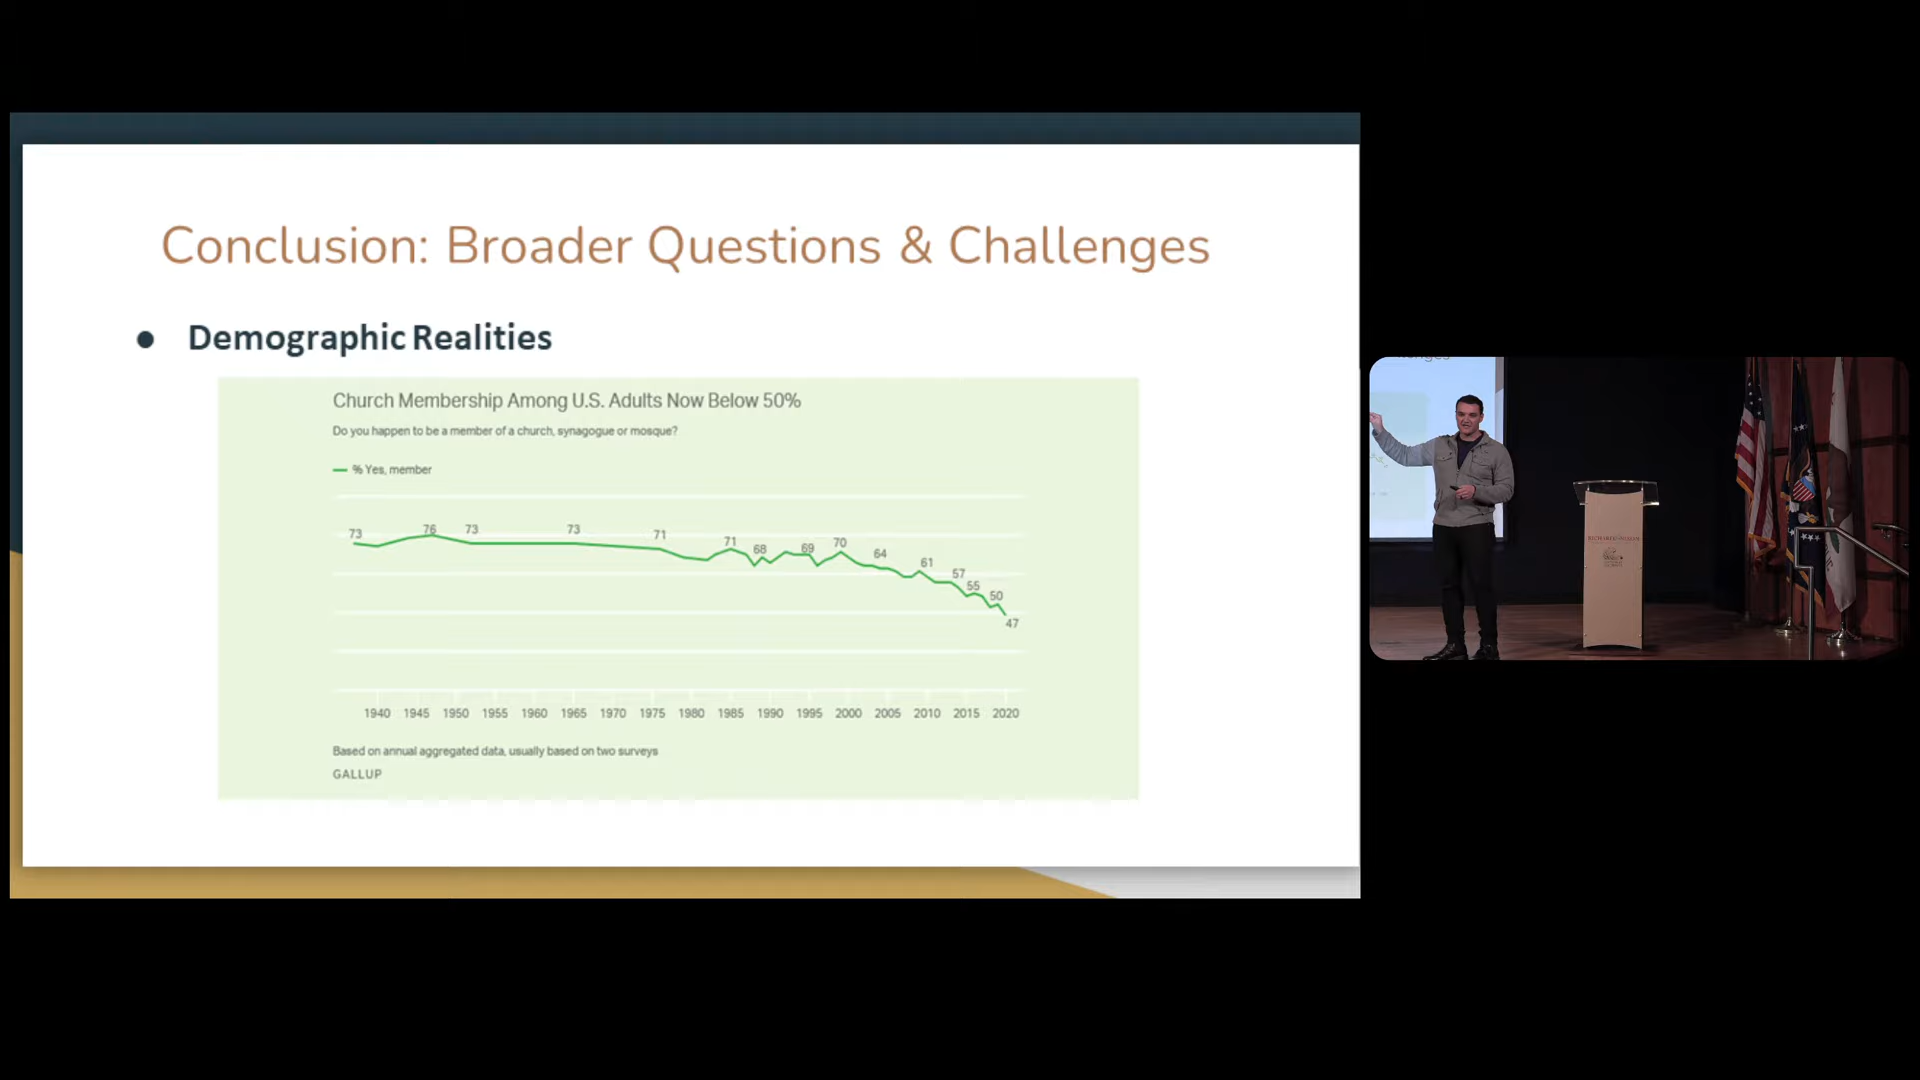 Conclusion: Broader Questions & Challenges
● Demographic Realities
Church Membership Among U.S. Adults Now Below 50%
Do you happen to be a member of a church, synagogue or mosque?
% Yes, member
73 76 73 73 71 71 68 69 70 64 61 57 55 50 47
1940 1945 1950 1955 1960 1965 1970 1975 1980 1985 1990 1995 2000 2005 2010 2015 2020
Based on annual aggregated data, usually based on two surveys
GALLUP